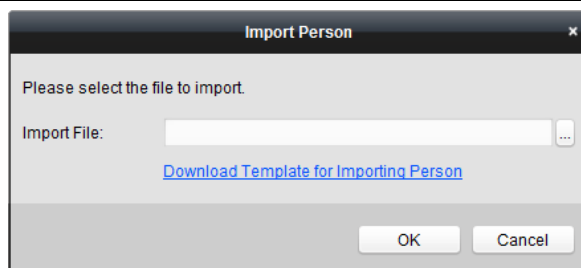 Import Person
×
Please select the file to import.
Import File:
...
Download Template for Importing Person
OK Cancel